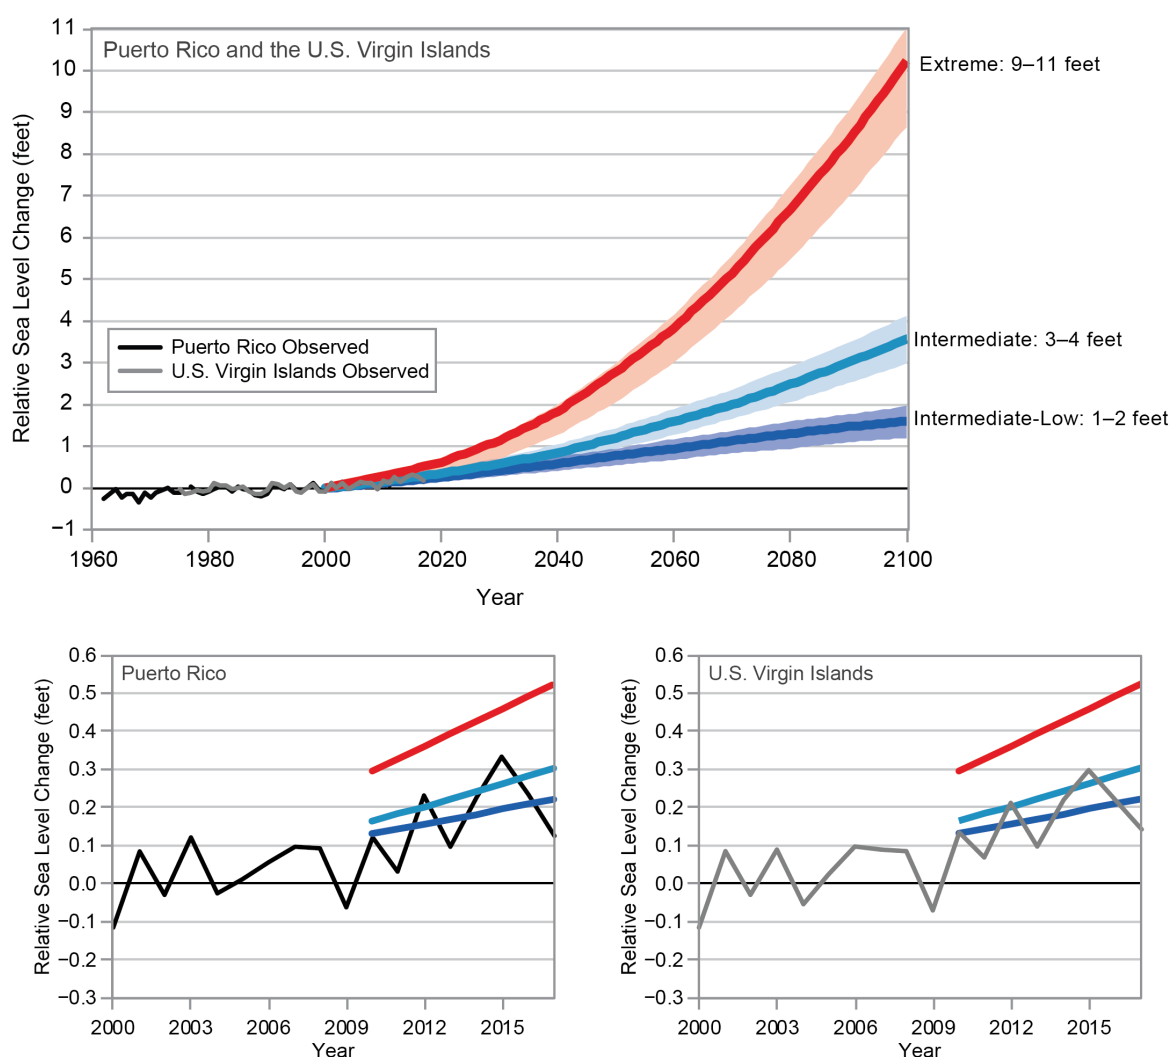 Puerto Rico and the U.S. Virgin Islands
Relative Sea Level Change (feet)
11
10
9
8
7
6
5
4
3
2
1
0
−1
Extreme: 9–11 feet
Intermediate: 3–4 feet
Intermediate-Low: 1–2 feet
Puerto Rico Observed
U.S. Virgin Islands Observed
1960 1980 2000 2020 2040 2060 2080 2100
Year
Puerto Rico
Relative Sea Level Change (feet)
0.6
0.5
0.4
0.3
0.2
0.1
0.0
−0.1
−0.2
−0.3
2000 2003 2006 2009 2012 2015
Year
U.S. Virgin Islands
Relative Sea Level Change (feet)
0.6
0.5
0.4
0.3
0.2
0.1
0.0
−0.1
−0.2
−0.3
2000 2003 2006 2009 2012 2015
Year